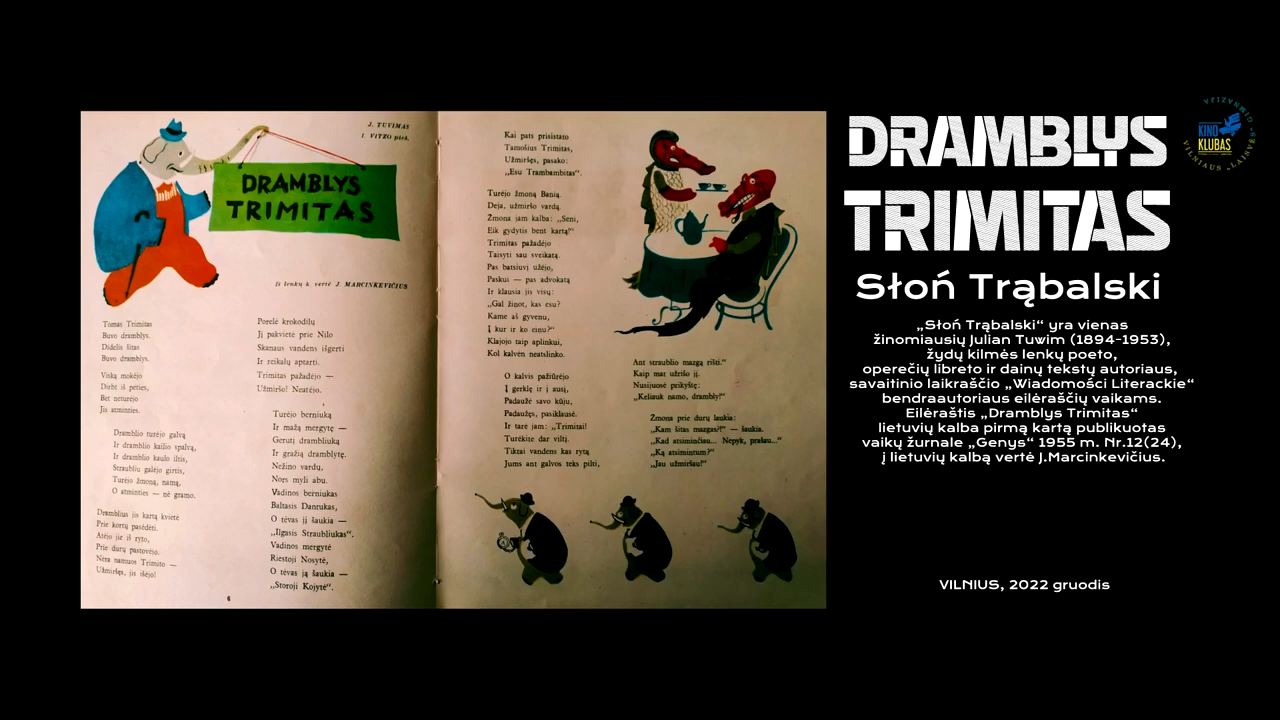 J. TUVIMAS
I. VITZO pieš.
DRAMBLYS
TRIMITAS
Iš lenkų k. vertė J. MARCINKEVIČIUS
Tomas Trimitas
Buvo dramblys.
Didelis šitas
Buvo dramblys.
Viską mokėjo
Dirbt iš peties,
Bet neturėjo
Jis atminties.
Dramblio turėjo galvą
Ir dramblio kailio spalvą,
Ir dramblio kaulo iltis,
Straubliu galėjo girtis,
Turėjo žmoną, namą,
O atminties — nė gramo.
Dramblius jis kartą kvietė
Prie kortų pasėdėti.
Atėjo jie iš ryto,
Prie durų pastovėjo.
Nėra namuos Trimito —
Užmiršęs, jis išėjo!
Porelė krokodilų
Jį pakvietė prie Nilo
Skanaus vandens išgerti
Ir reikalų aptarti.
Trimitas pažadėjo —
Užmiršo! Neatėjo.
Turėjo berniuką
Ir mažą mergytę —
Gerutį drambliuką
Ir gražią dramblytę.
Nežino vardų,
Nors myli abu.
Vadinos berniukas
Baltasis Dantukas,
O tėvas jį šaukia —
„Ilgasis Straubliukas“.
Vadinos mergytė
Riestoji Nosytė,
O tėvas ją šaukia —
„Storoji Kojytė“.
6
Kai pats prisistato
Tamošius Trimitas,
Užmiršęs, pasako:
„Esu Trambambitas“.
Turėjo žmoną Banią.
Deja, užmiršo vardą.
Žmona jam kalba: „Seni,
Eik gydytis bent kartą!“
Trimitas pažadėjo
Taisyti sau sveikatą.
Pas batsiuvį užėjo,
Paskui — pas advokatą
Ir klausia jis visų:
„Gal žinot, kas esu?
Kame aš gyvenu,
Į kur ir ko einu?“
Klajojo taip aplinkui,
Kol kalvėn neatslinko.
O kalvis pažiūrėjo
Į gerklę ir į ausį,
Padaužė savo kūju,
Padaužęs, pasiklausė.
Ir tarė jam: „Trimitai!
Turėkite dar viltį.
Tiktai vandens kas rytą
Jums ant galvos teks pilti,
Ant straublio mazgą rišti.“
Kaip mat užrišo jį.
Nusijuosė prikyštę:
„Keliauk namo, drambly!“
Žmona prie durų laukia:
„Kam šitas mazgas?!“ — šaukia.
„Kad atsiminčiau... Nepyk, prašau...“
„Ką atsimintum?“
„Jau užmiršau!“
DRAMBLYS
TRIMITAS
Słoń Trąbalski
„Słoń Trąbalski“ yra vienas
žinomiausių Julian Tuwim (1894-1953),
žydų kilmės lenkų poeto,
operečių libreto ir dainų tekstų autoriaus,
savaitinio laikraščio „Wiadomości Literackie“
bendraautoriaus eilėraščių vaikams.
Eilėraštis „Dramblys Trimitas“
lietuvių kalba pirmą kartą publikuotas
vaikų žurnale „Genys“ 1955 m. Nr.12(24),
į lietuvių kalbą vertė J.Marcinkevičius.
VILNIUS, 2022 gruodis
KINO
KLUBAS
VILNIAUS "LAISVĖS" GIMNAZIJA